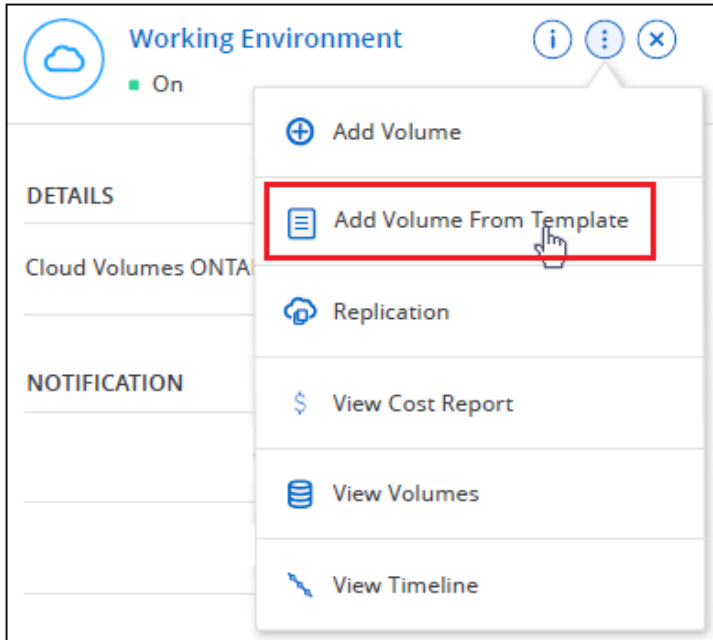 Working Environment
On
Add Volume
DETAILS
Add Volume From Template
Cloud Volumes ONTA
Replication
NOTIFICATION
$ View Cost Report
View Volumes
View Timeline